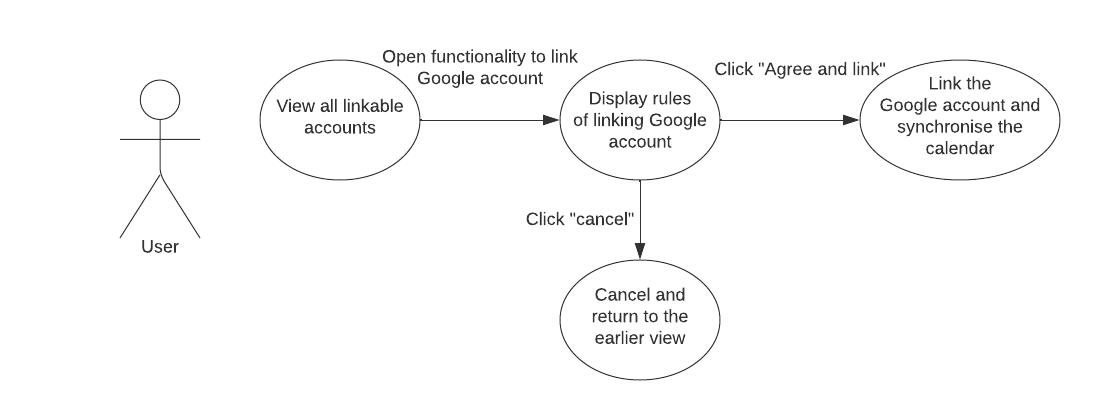 Open functionality to link
Google account
Click "Agree and link"
View all linkable
accounts
Display rules
of linking Google
account
Link the
Google account and
synchronise the
calendar
Click "cancel"
User
Cancel and
return to the
earlier view